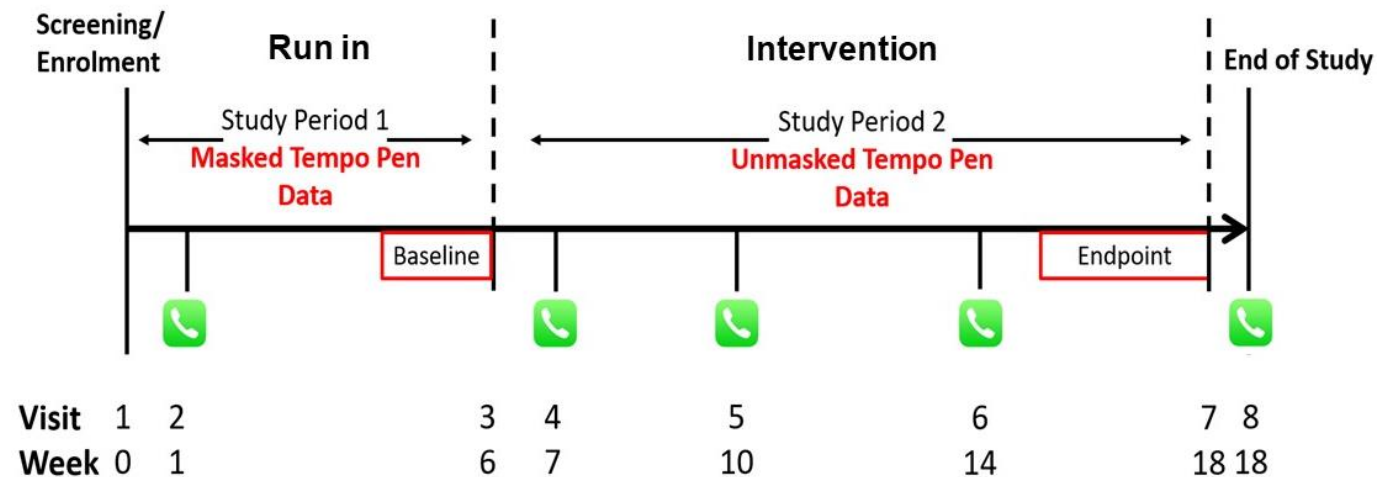 Screening/
Enrolment
Run in
Intervention
End of Study
Study Period 1
Masked Tempo Pen
Data
Study Period 2
Unmasked Tempo Pen
Data
Baseline
Endpoint
Visit 1 2 3 4 5 6 7 8
Week 0 1 6 7 10 14 18 18